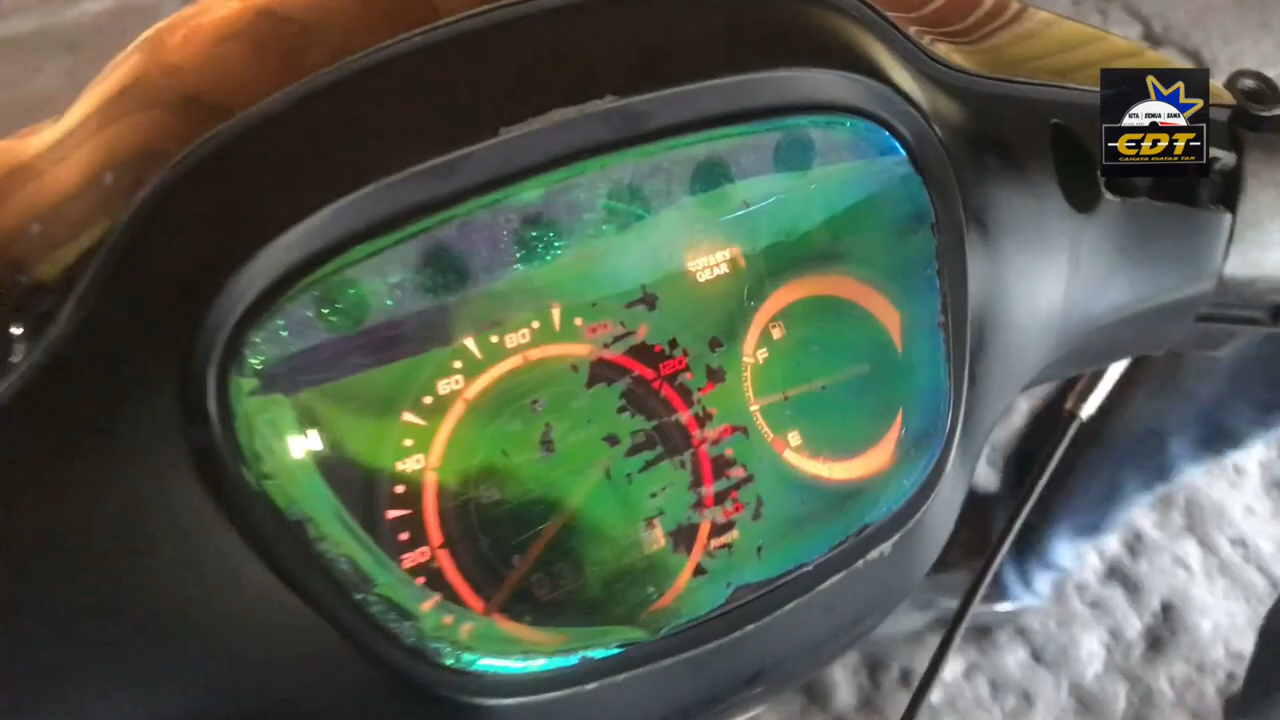 KITA | SEMUA | SAMA
CDT
CAHAYA DIATAS TAR
ROTARY
GEAR
80
60
40
20
120
F
E
N